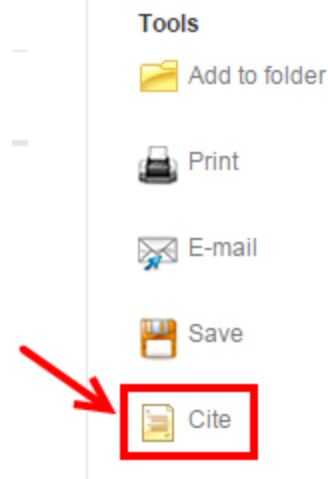 Tools
Add to folder
Print
E-mail
Save
Cite